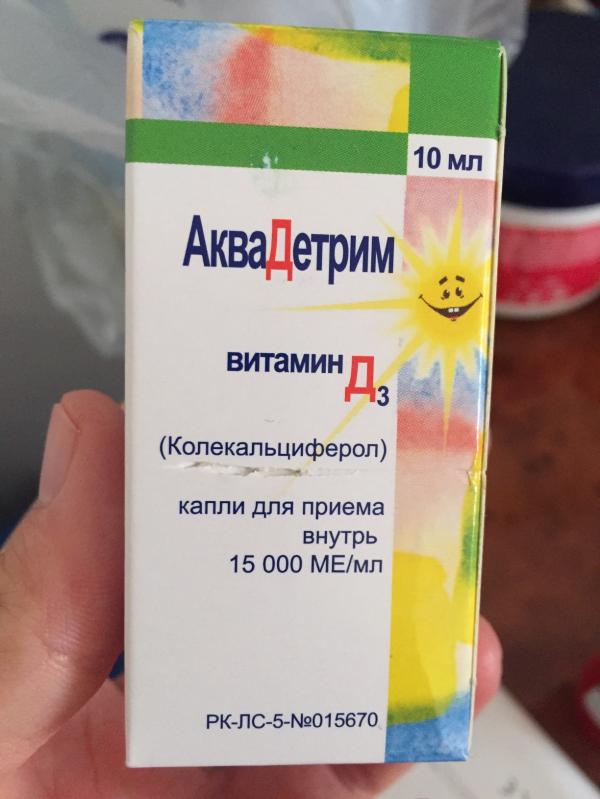 10 мл
АкваДетрим
витамин Д3
(Колекальциферол)
капли для приема
внутрь
15 000 МЕ/мл
РК-ЛС-5-№015670